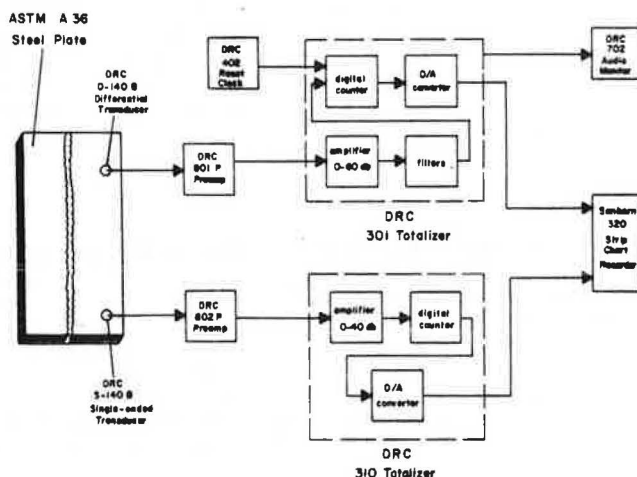 ASTM A 36
Steel Plate
DRC
D-140 B
Differential
Transducer
DRC
402
Reset
Clock
digital
counter
D/A
converter
DRC
702
Audio
Monitor
DRC
801 P
Preamp
amplifier
0-60 db
filters
DRC
301 Totalizer
Sanborn
320
Strip
Chart
Recorder
DRC
802 P
Preamp
amplifier
0-40 db
digital
counter
D/A
converter
DRC
S-140 B
Single-ended
Transducer
DRC
310 Totalizer